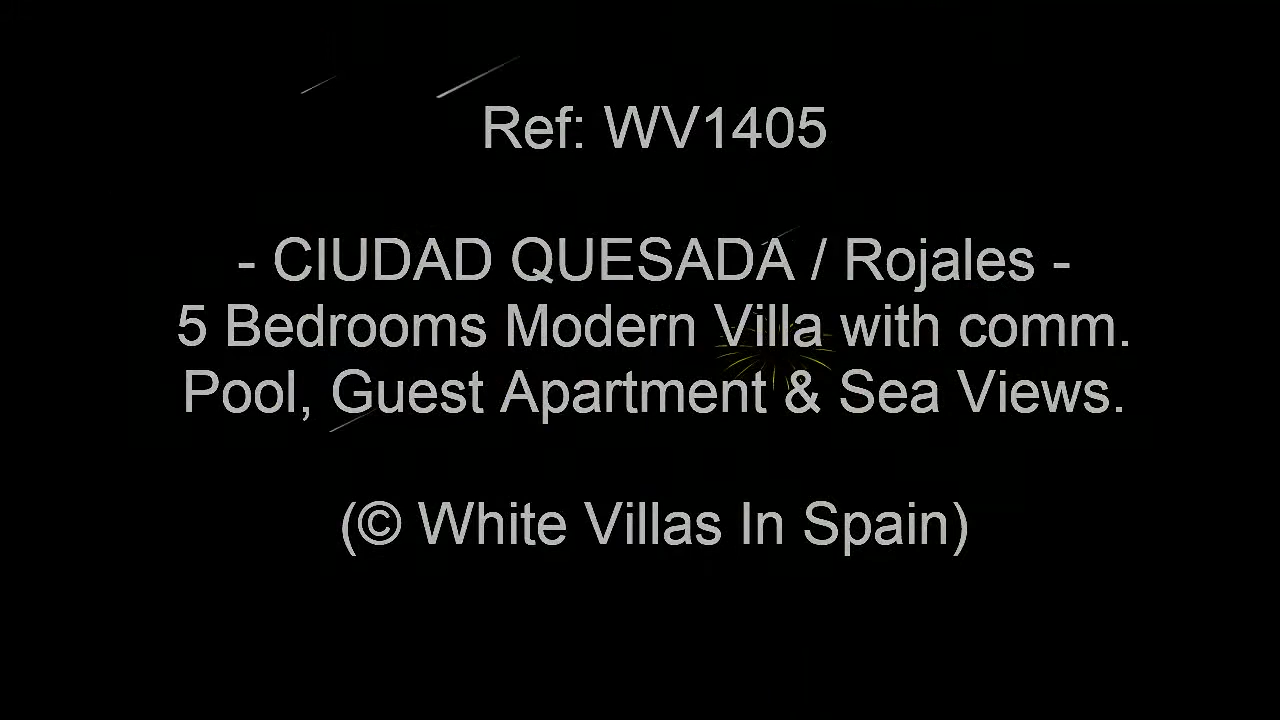 Ref: WV1405
- CIUDAD QUESADA / Rojales -
5 Bedrooms Modern Villa with comm.
Pool, Guest Apartment & Sea Views.
(© White Villas In Spain)